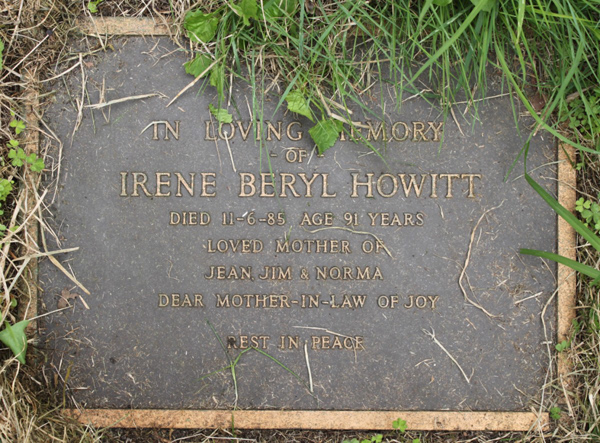 IN LOVING MEMORY
- OF -
IRENE BERYL HOWITT
DIED 11-6-85 AGE 91 YEARS
LOVED MOTHER OF
JEAN, JIM & NORMA
DEAR MOTHER-IN-LAW OF JOY
REST IN PEACE